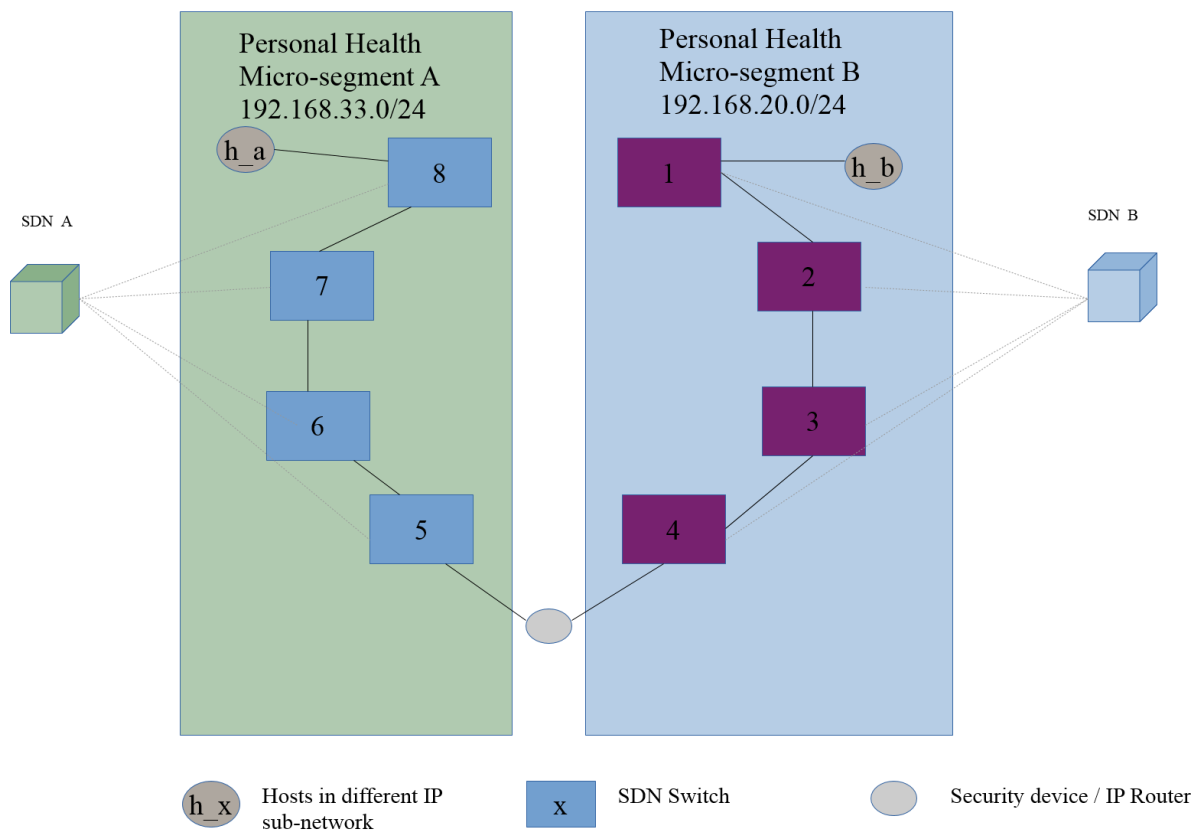 Personal Health
Micro-segment A
192.168.33.0/24
Personal Health
Micro-segment B
192.168.20.0/24
h_a
8
1
h_b
SDN A
SDN B
7
2
6
3
5
4
h_x
Hosts in different IP
sub-network
x
SDN Switch
Security device / IP Router